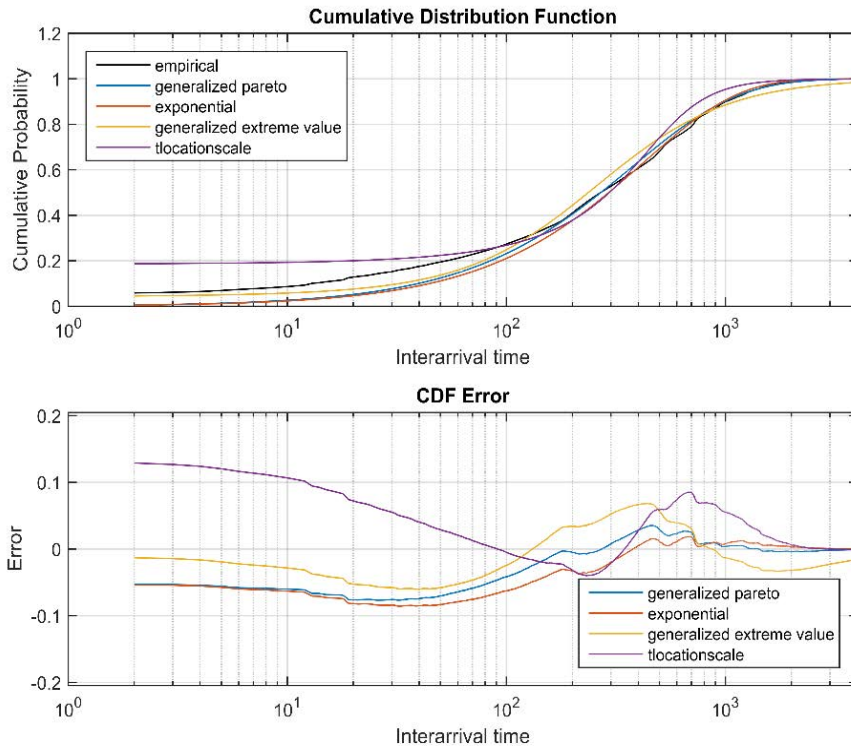 Cumulative Distribution Function
Cumulative Probability
1.2
1
0.8
0.6
0.4
0.2
0
empirical
generalized pareto
exponential
generalized extreme value
tlocationscale
10^0
10^1
10^2
10^3
Interarrival time
CDF Error
Error
0.2
0.1
0
-0.1
-0.2
generalized pareto
exponential
generalized extreme value
tlocationscale
10^0
10^1
10^2
10^3
Interarrival time